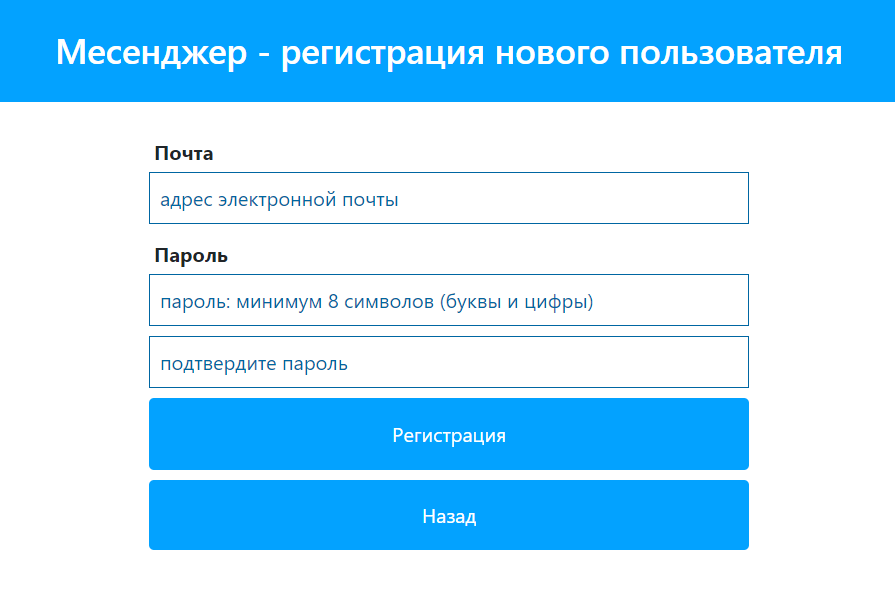 Месенджер - регистрация нового пользователя
Почта
адрес электронной почты
Пароль
пароль: минимум 8 символов (буквы и цифры)
подтвердите пароль
Регистрация
Назад